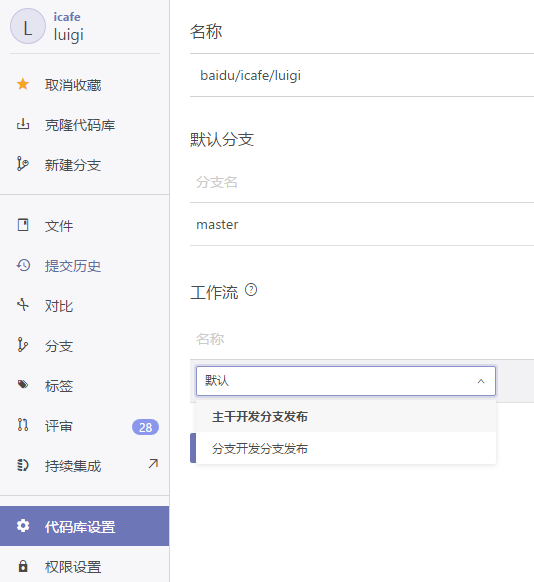 L
icafe
luigi
取消收藏
克隆代码库
新建分支
文件
提交历史
对比
分支
标签
评审 28
持续集成
代码库设置
权限设置
名称
baidu/icafe/luigi
默认分支
分支名
master
工作流 ?
名称
默认
主干开发分支发布
分支开发分支发布